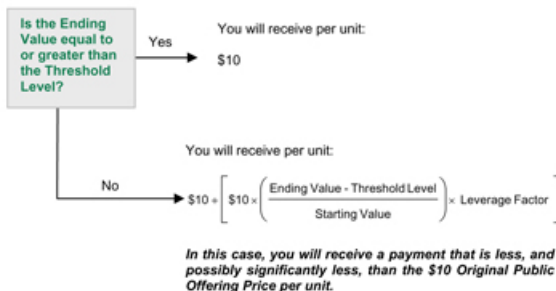 Is the Ending
Value equal to
or greater than
the Threshold
Level?
Yes
You will receive per unit:
$10
No
You will receive per unit:
$10 + [ $10 × ( Ending Value - Threshold Level
Starting Value
) × Leverage Factor ]
In this case, you will receive a payment that is less, and
possibly significantly less, than the $10 Original Public
Offering Price per unit.